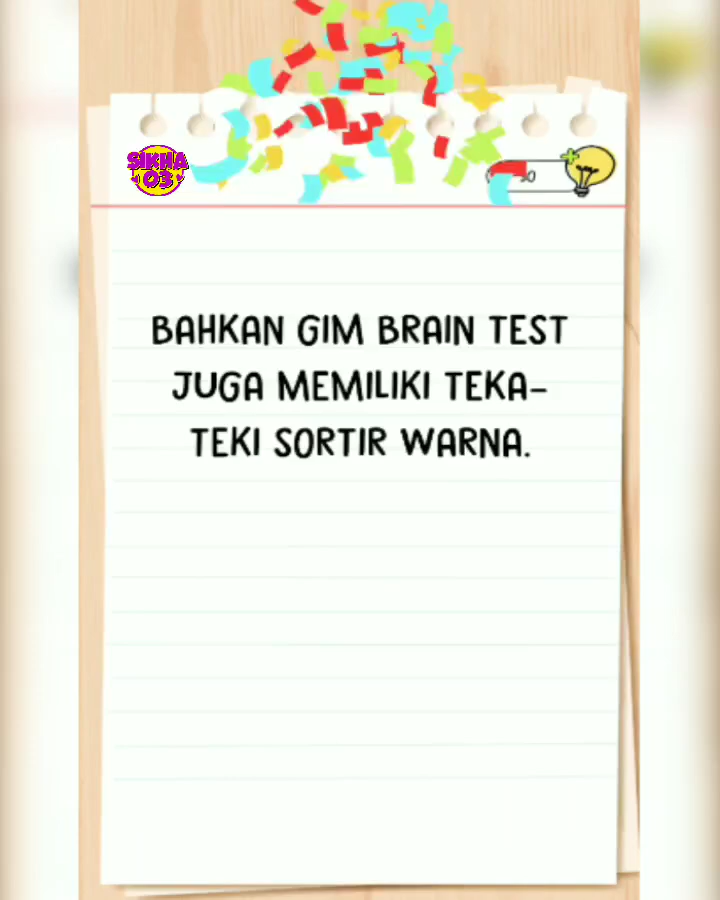 SIKHA
03
BAHKAN GIM BRAIN TEST
JUGA MEMILIKI TEKA-
TEKI SORTIR WARNA.